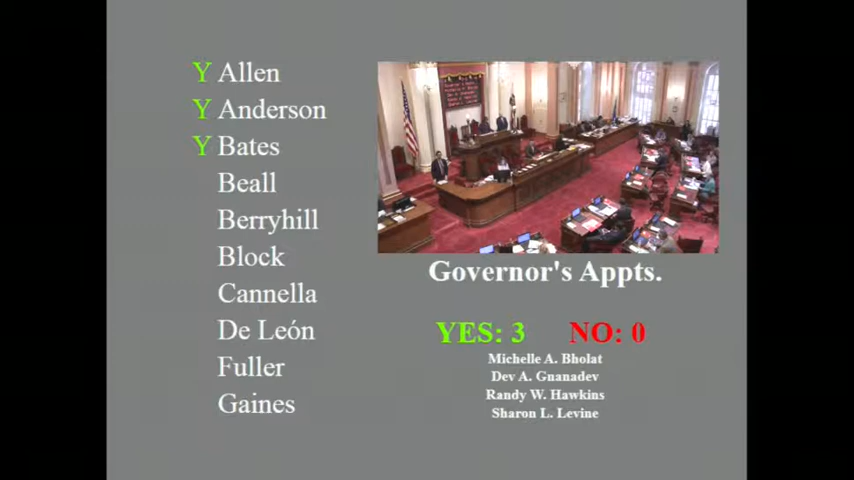 Y Allen
Y Anderson
Y Bates
Beall
Berryhill
Block
Cannella
De León
Fuller
Gaines
Governor's Appts.
YES: 3 NO: 0
Michelle A. Bholat
Dev A. Gnanadev
Randy W. Hawkins
Sharon L. Levine